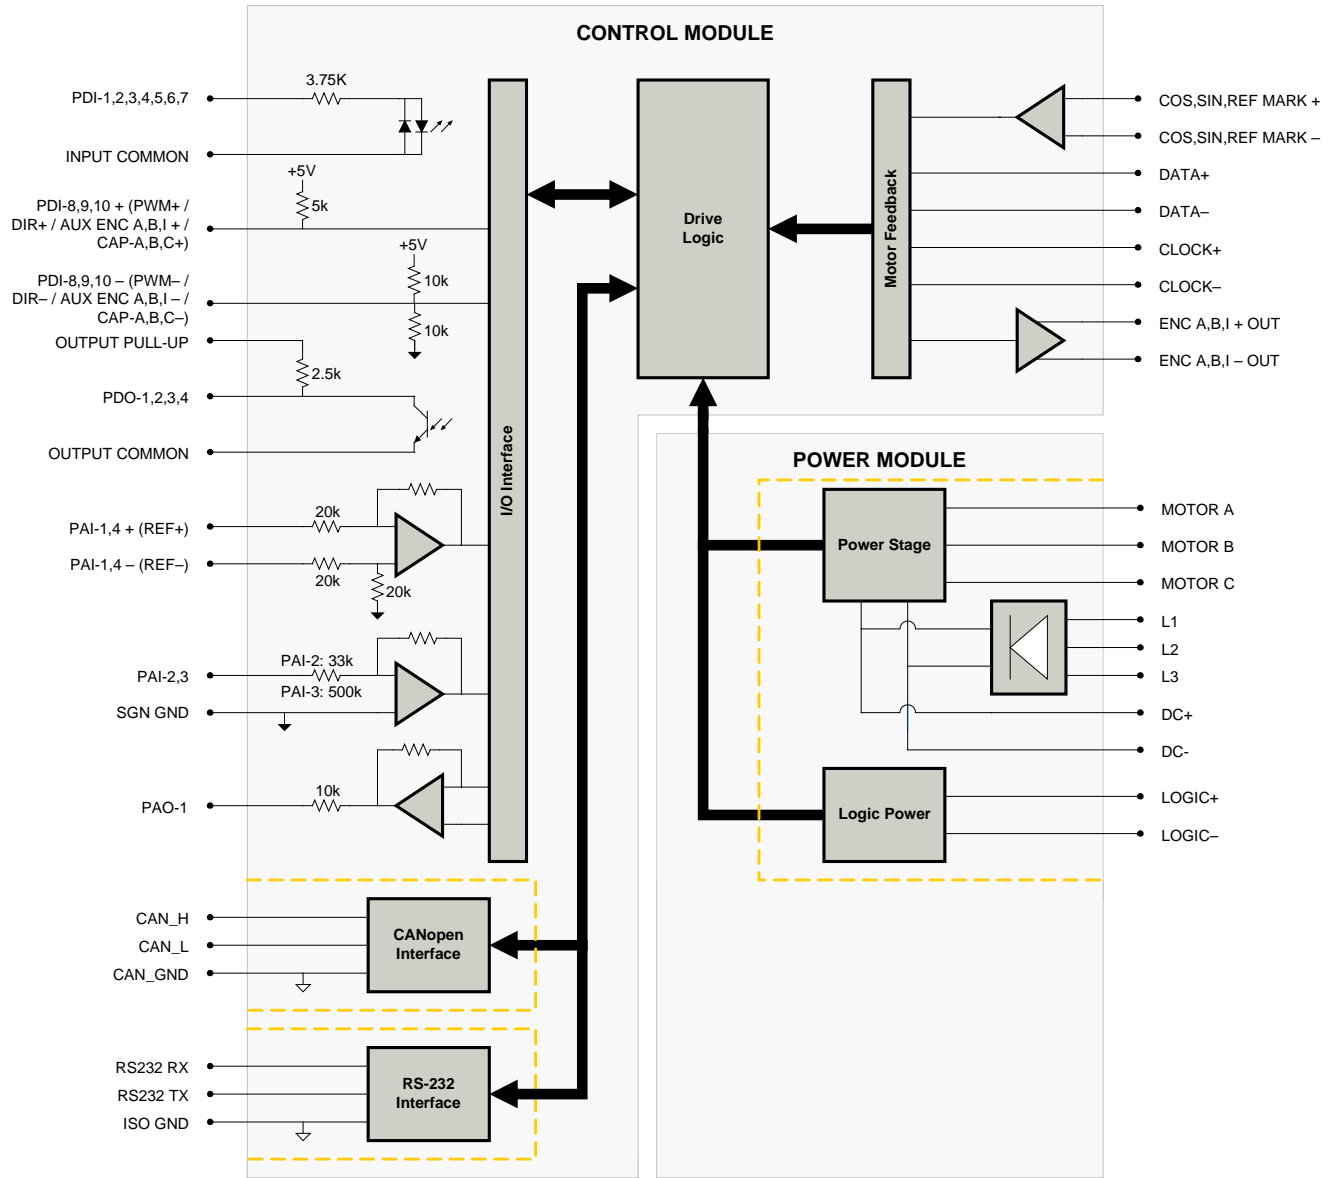 CONTROL MODULE
3.75K
PDI-1,2,3,4,5,6,7
INPUT COMMON
+5V
5k
PDI-8,9,10 + (PWM+ /
DIR+ / AUX ENC A,B,I + /
CAP-A,B,C+)
+5V
10k
PDI-8,9,10 – (PWM– /
DIR– / AUX ENC A,B,I – /
CAP-A,B,C–)
10k
OUTPUT PULL-UP
2.5k
PDO-1,2,3,4
OUTPUT COMMON
20k
PAI-1,4 + (REF+)
PAI-1,4 – (REF–)
20k
20k
PAI-2: 33k
PAI-2,3
PAI-3: 500k
SGN GND
10k
PAO-1
I/O Interface
CAN_H
CAN_L
CAN_GND
CANopen
Interface
RS232 RX
RS232 TX
ISO GND
RS-232
Interface
Drive
Logic
Motor Feedback
COS,SIN,REF MARK +
COS,SIN,REF MARK –
DATA+
DATA–
CLOCK+
CLOCK–
ENC A,B,I + OUT
ENC A,B,I – OUT
POWER MODULE
Power Stage
MOTOR A
MOTOR B
MOTOR C
L1
L2
L3
DC+
DC-
Logic Power
LOGIC+
LOGIC–